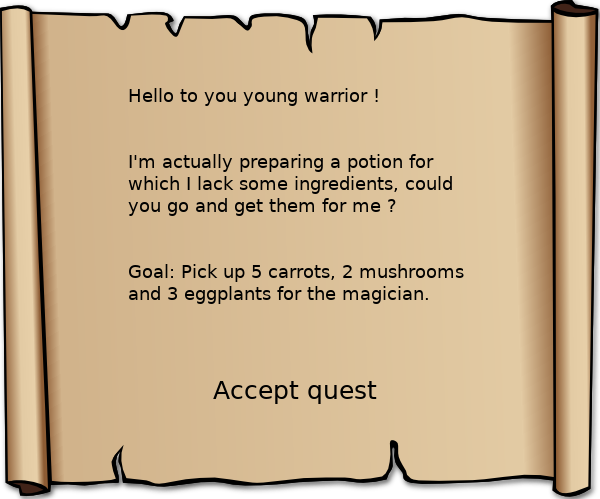 Hello to you young warrior !
I'm actually preparing a potion for
which I lack some ingredients, could
you go and get them for me ?
Goal: Pick up 5 carrots, 2 mushrooms
and 3 eggplants for the magician.
Accept quest